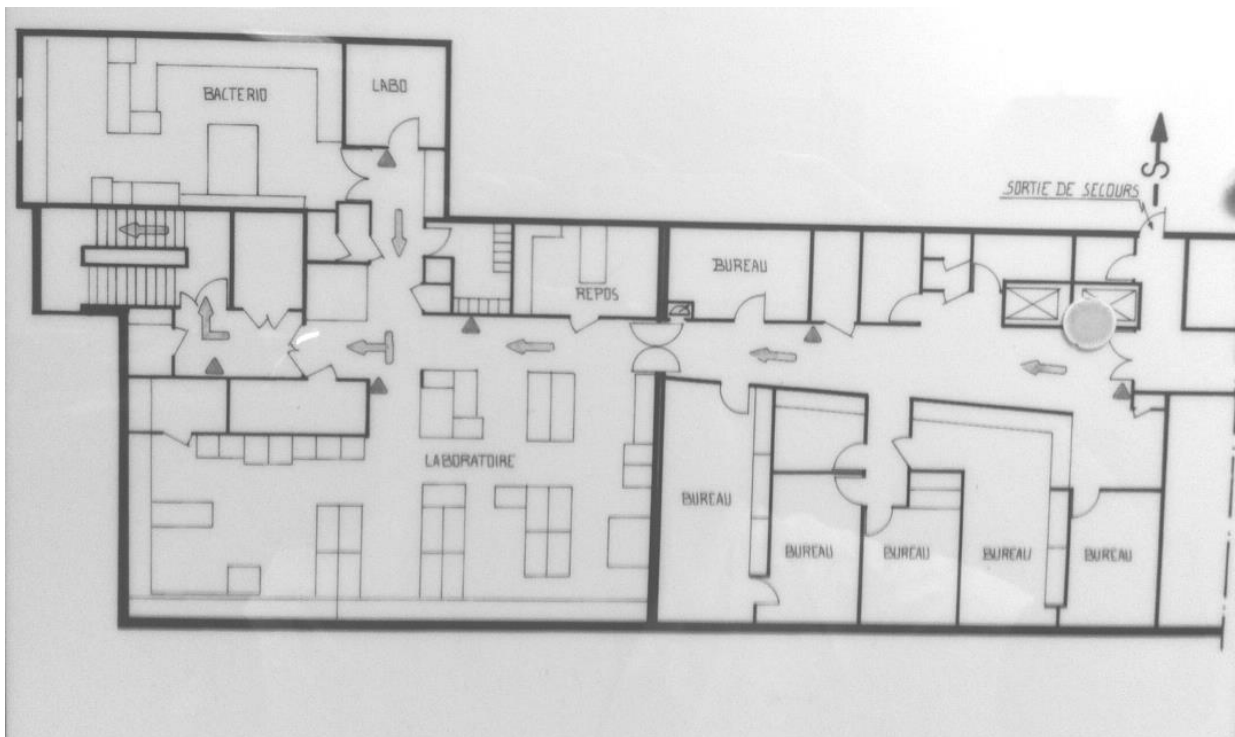 BACTERIO
LABO
SORTIE DE SECOURS
S
BUREAU
REPOS
LABORATOIRE
BUREAU
BUREAU
BUREAU
BUREAU
BUREAU